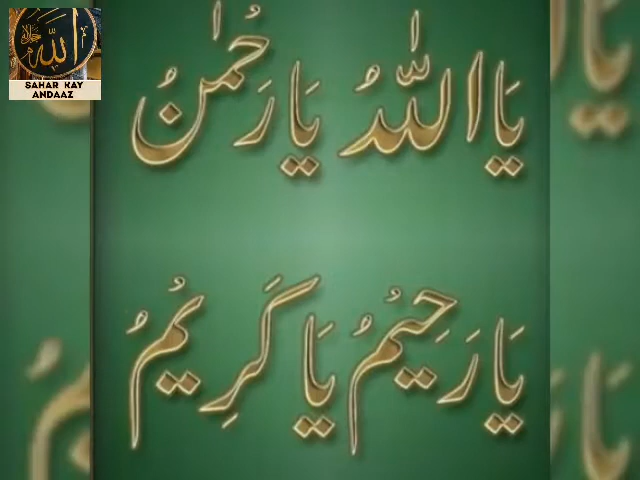 SAHAR KAY
ANDAAZ
یَا اللّٰهُ یَا رَحْمٰنُ
یَا رَحِیْمُ یَا کَرِیْمُ